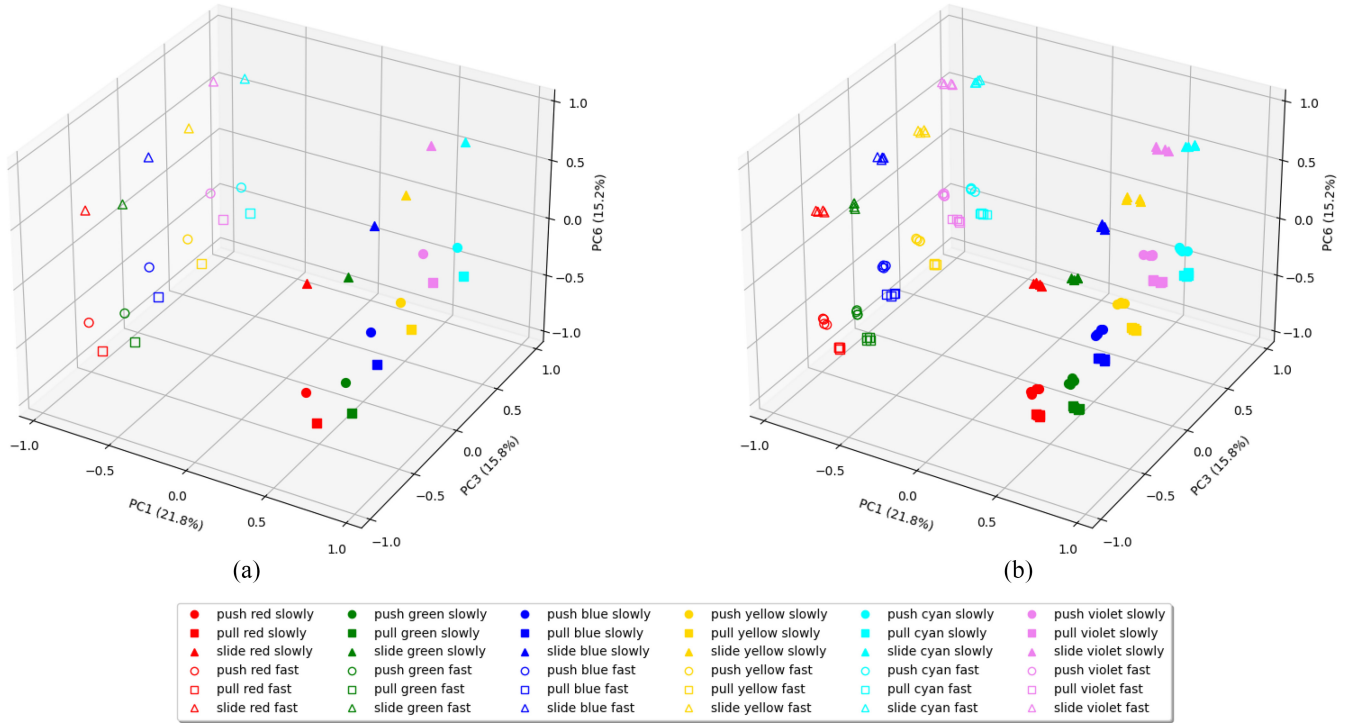 1.0
0.5
0.0
−0.5
−1.0
PC6 (15.2%)
1.0
0.5
0.0
−0.5
−1.0
PC3 (15.8%)
−1.0
−0.5
0.0
0.5
1.0
PC1 (21.8%)
(a)
1.0
0.5
0.0
−0.5
−1.0
PC6 (15.2%)
1.0
0.5
0.0
−0.5
−1.0
PC3 (15.8%)
−1.0
−0.5
0.0
0.5
1.0
PC1 (21.8%)
(b)
push red slowly push green slowly push blue slowly push yellow slowly push cyan slowly push violet slowly
pull red slowly pull green slowly pull blue slowly pull yellow slowly pull cyan slowly pull violet slowly
slide red slowly slide green slowly slide blue slowly slide yellow slowly slide cyan slowly slide violet slowly
push red fast push green fast push blue fast push yellow fast push cyan fast push violet fast
pull red fast pull green fast pull blue fast pull yellow fast pull cyan fast pull violet fast
slide red fast slide green fast slide blue fast slide yellow fast slide cyan fast slide violet fast